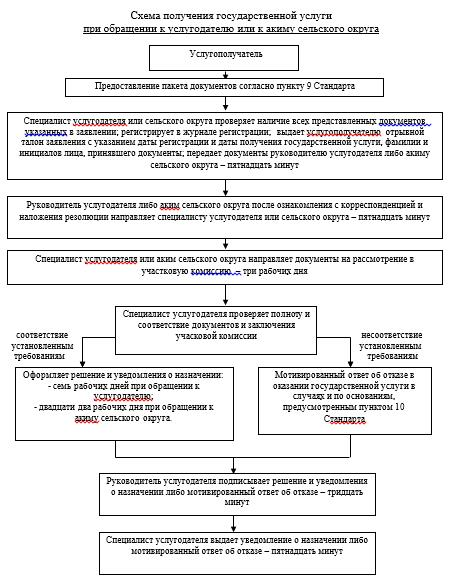 Схема получения государственной услуги
при обращении к услугодателю или к акиму сельского округа
Услугополучатель
Предоставление пакета документов согласно пункту 9 Стандарта
Специалист услугодателя или сельского округа проверяет наличие всех представленных документов,
указанных в заявлении; регистрирует в журнале регистрации; выдает услугополучателю отрывной
талон заявления с указанием даты регистрации и даты получения государственной услуги, фамилии и
инициалов лица, принявшего документы; передает документы руководителю услугодателя либо акиму
сельского округа – пятнадцать минут
Руководитель услугодателя либо аким сельского округа после ознакомления с корреспонденцией и
наложения резолюции направляет специалисту услугодателя или сельского округа – пятнадцать минут
Специалист услугодателя или аким сельского округа направляет документы на рассмотрение в
участковую комиссию – три рабочих дня
Специалист услугодателя проверяет полноту и
соответствие документов и заключения
учасковой комиссии
соответствие
установленным
требованиям
несоответствие
установленным
требованиям
Оформляет решение и уведомления о назначении:
- семь рабочих дней при обращении к
услугодателю;
- двадцати два рабочих дня при обращении к
акиму сельского округа.
Мотивированный ответ об отказе в
оказании государственной услуги в
случаях и по основаниям,
предусмотренным пунктом 10
Стандарта
Руководитель услугодателя подписывает решение и уведомления
о назначении либо мотивированный ответ об отказе – тридцать
минут
Специалист услугодателя выдает уведомление о назначении либо
мотивированный ответ об отказе – пятнадцать минут